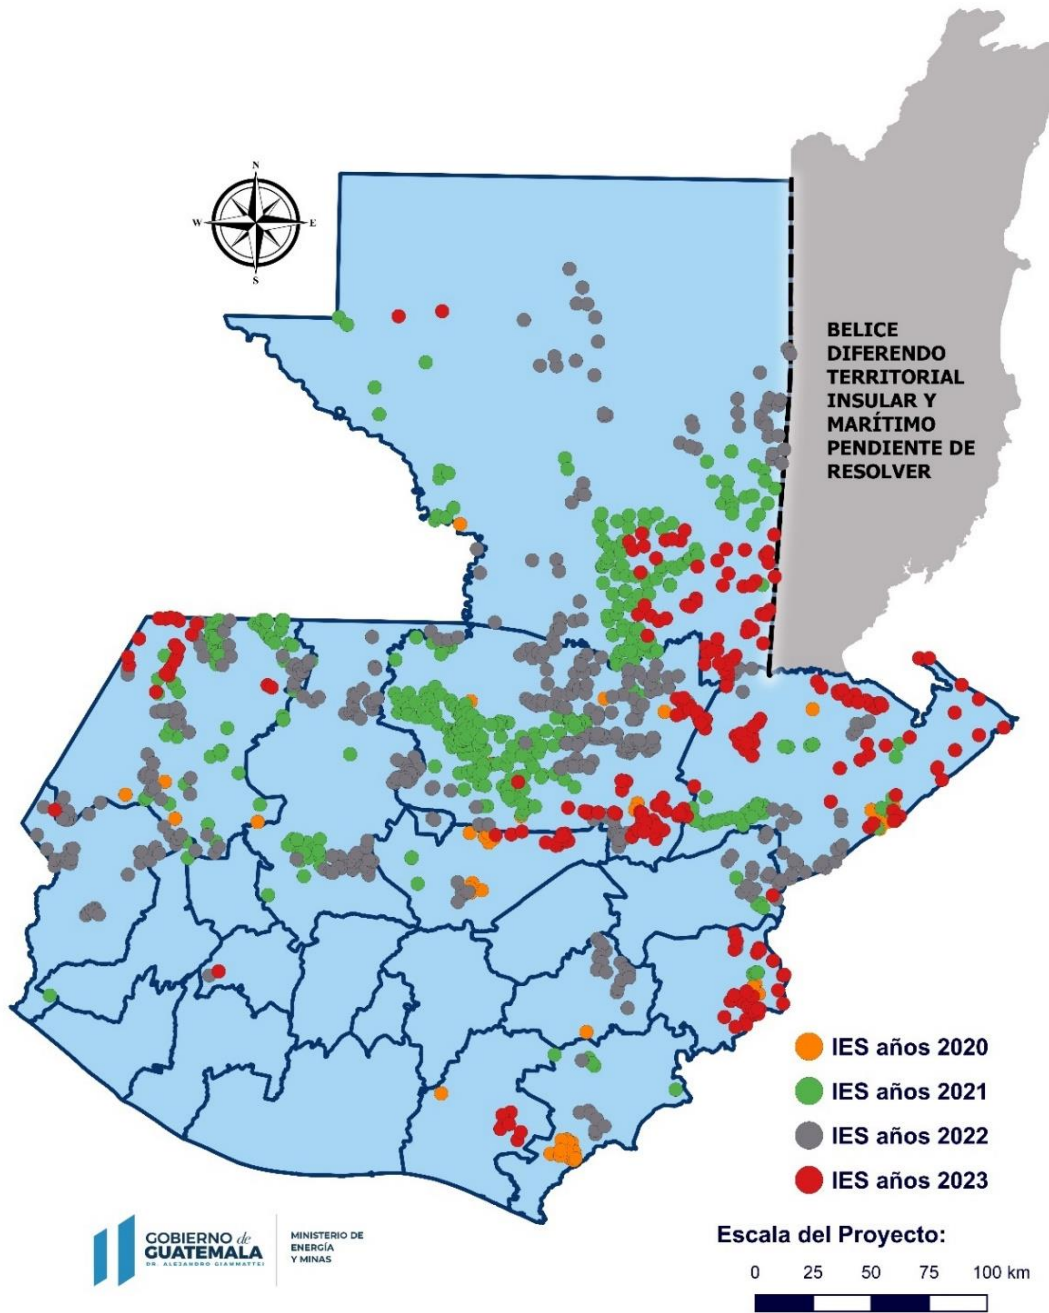 N
W E
S
BELICE
DIFERENDO
TERRITORIAL
INSULAR Y
MARÍTIMO
PENDIENTE DE
RESOLVER
IES años 2020
IES años 2021
IES años 2022
IES años 2023
GOBIERNO de
GUATEMALA
DR. ALEJANDRO GIAMMATTEI
MINISTERIO DE
ENERGÍA
Y MINAS
Escala del Proyecto:
0 25 50 75 100 km